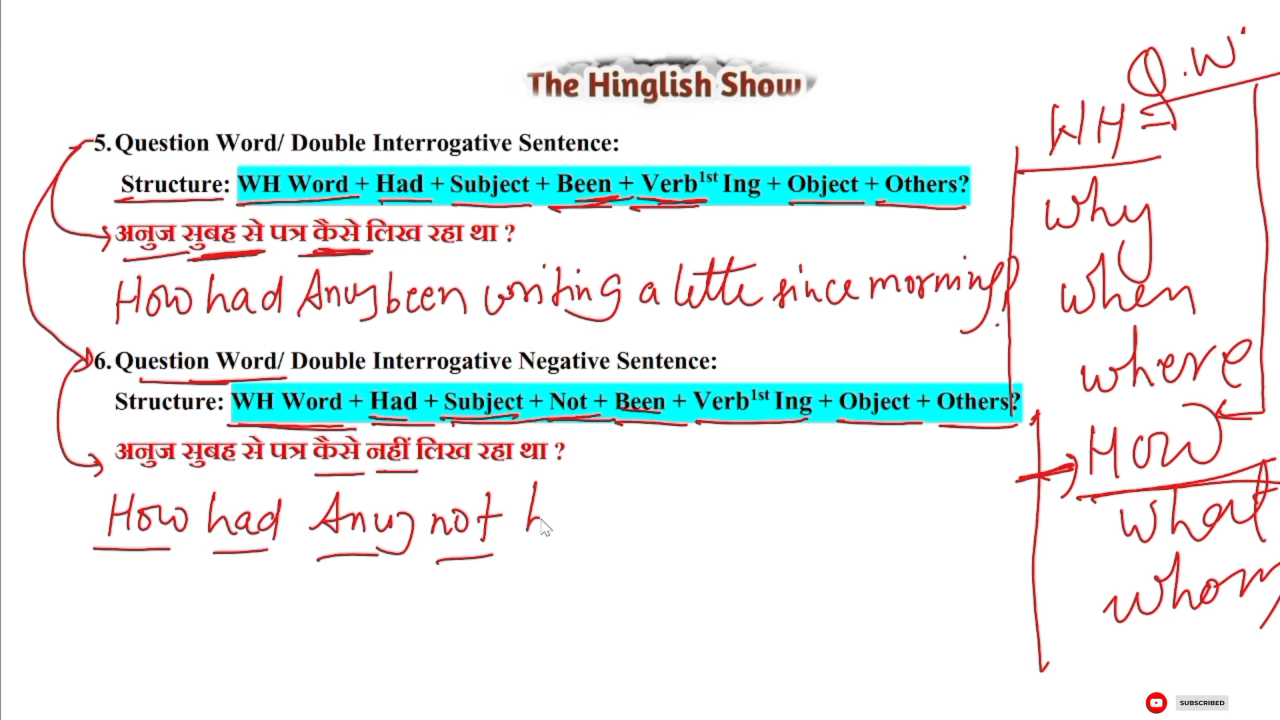 The Hinglish Show
5. Question Word/ Double Interrogative Sentence:
Structure: WH Word + Had + Subject + Been + Verb1st Ing + Object + Others?
अनुज सुबह से पत्र कैसे लिख रहा था ?
How had Anuj been writing a lette since morning?
6. Question Word/ Double Interrogative Negative Sentence:
Structure: WH Word + Had + Subject + Not + Been + Verb1st Ing + Object + Others?
अनुज सुबह से पत्र कैसे नहीं लिख रहा था ?
How had Anuj not
Q.W.
WH
why
when
where
How
what
whom
SUBSCRIBED